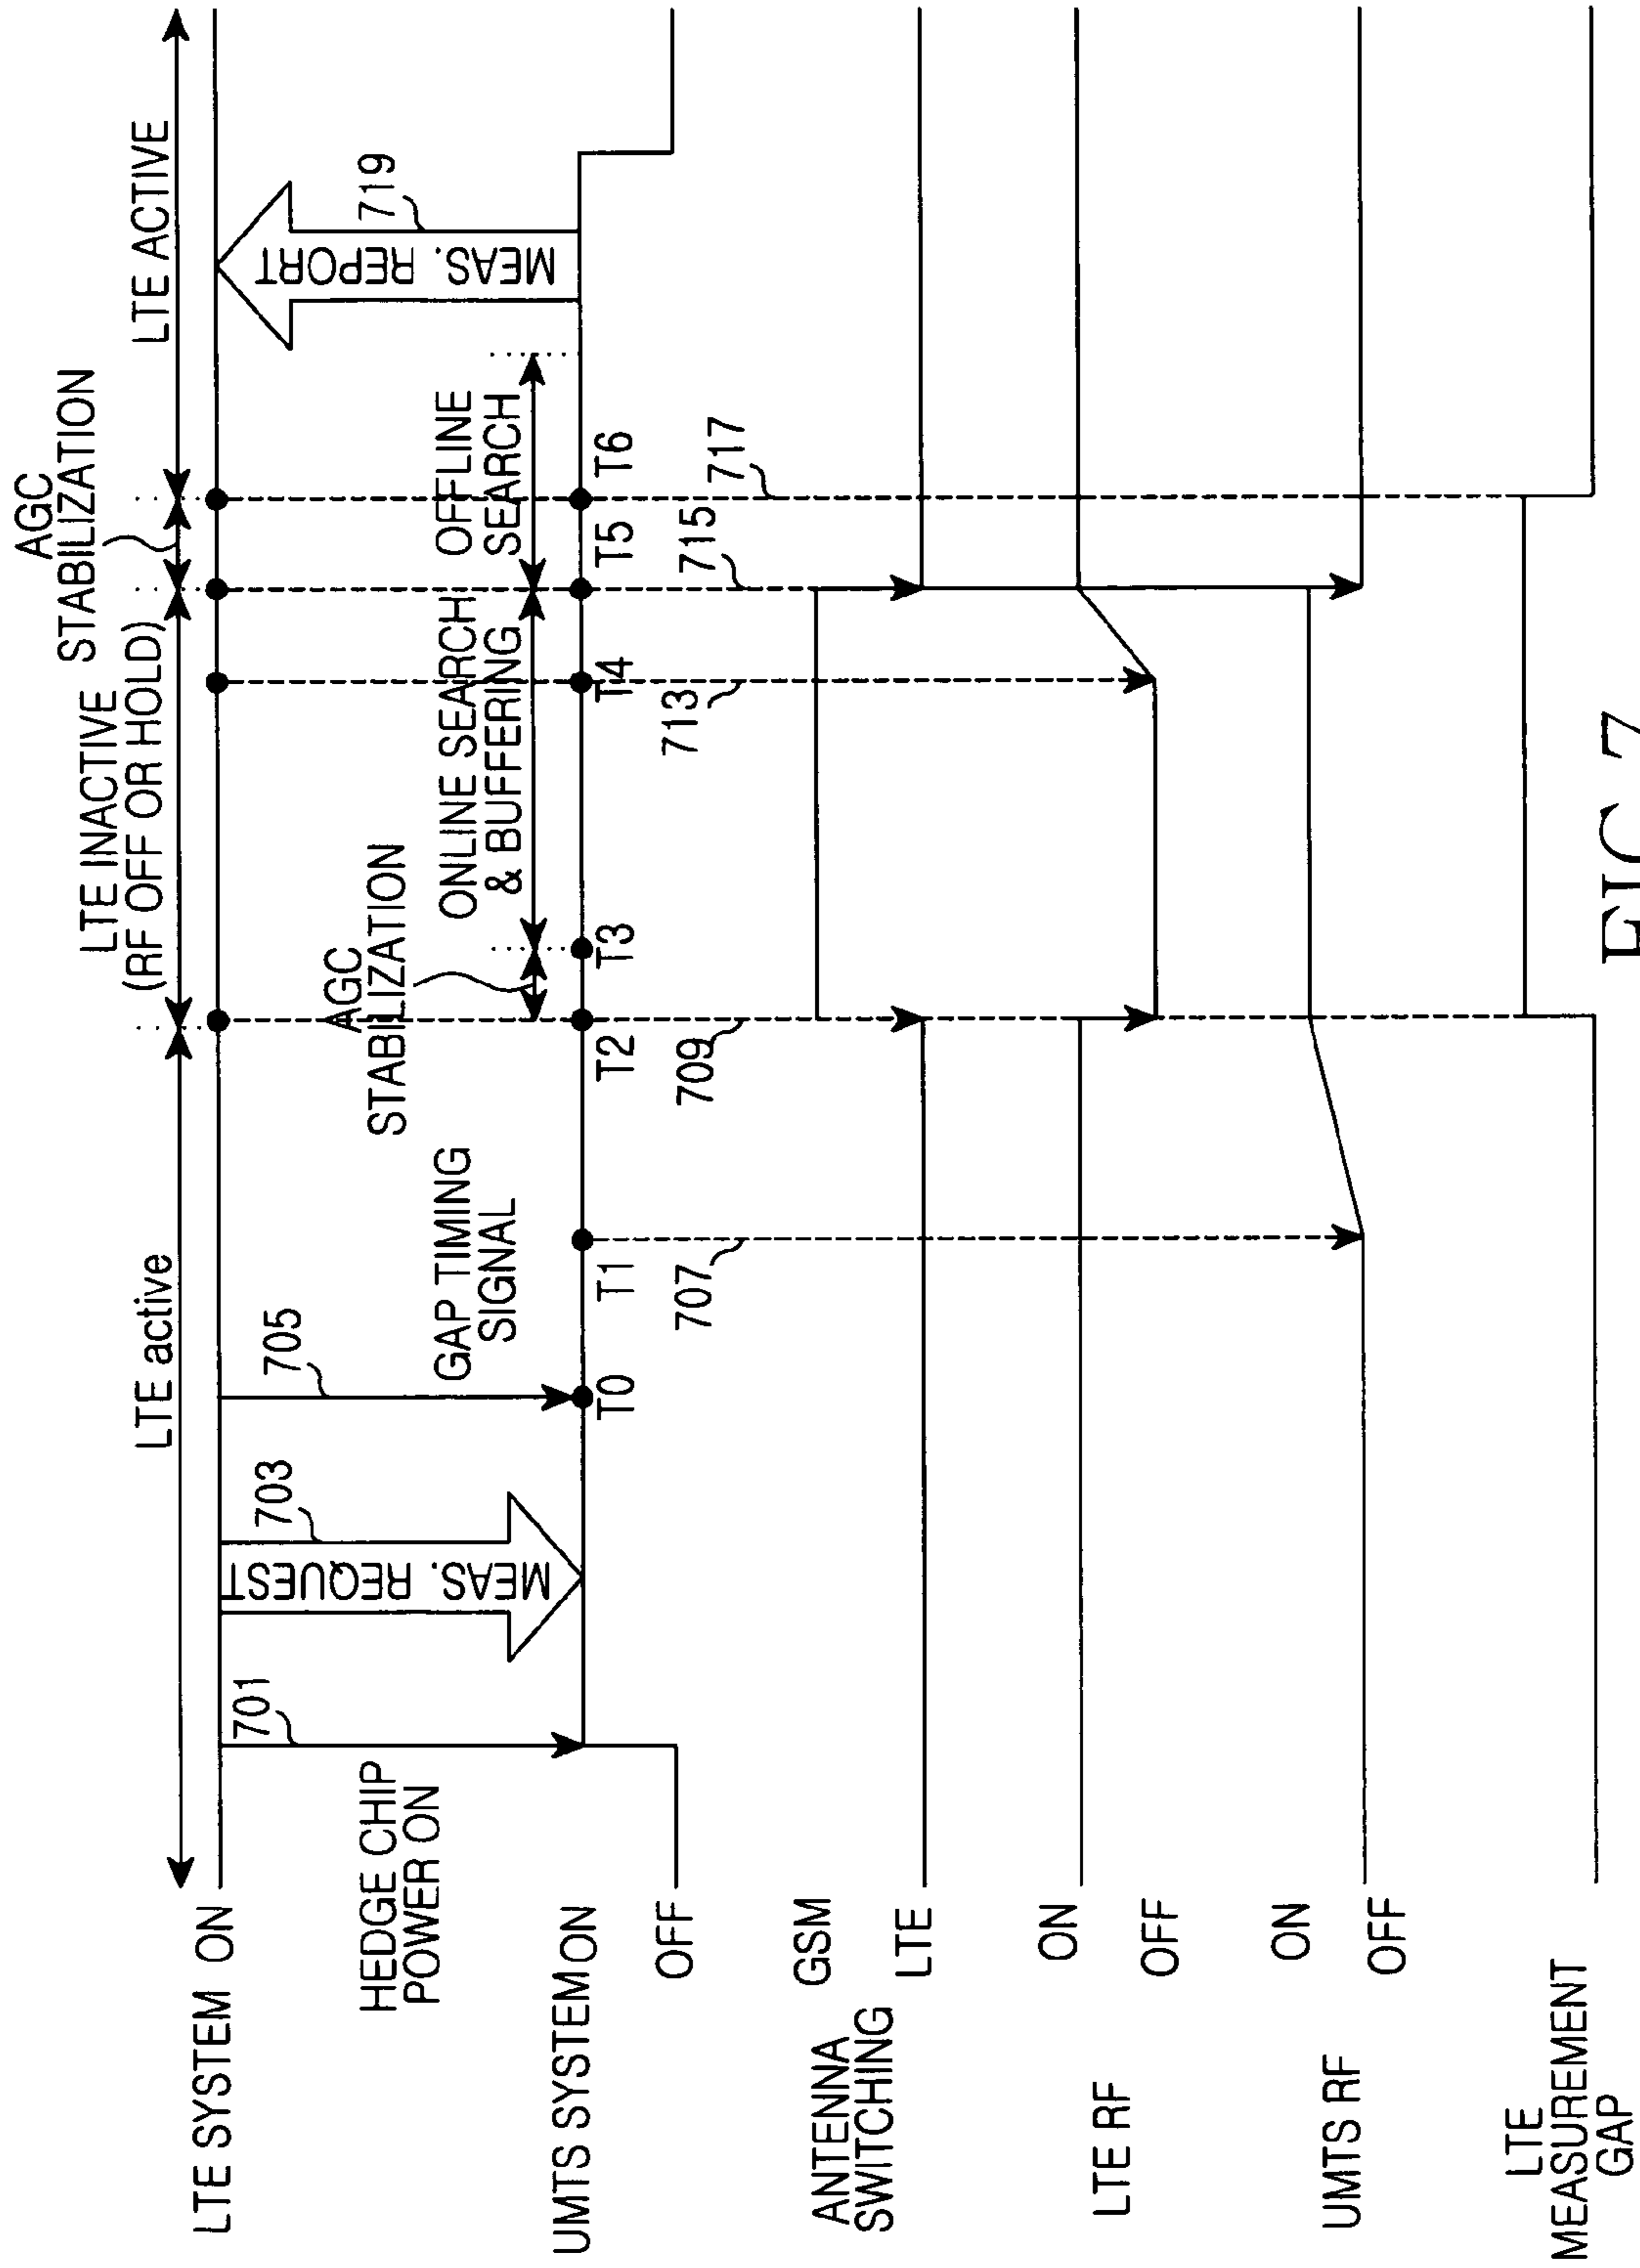 LTE active
LTE INACTIVE
(RF OFF OR HOLD)
AGC
STABILIZATION
LTE ACTIVE
LTE SYSTEM ON
701
703
705
HEDGE CHIP
POWER ON
MEAS. REQUEST
GAP TIMING
SIGNAL
AGC
STABILIZATION
ONLINE SEARCH
& BUFFERING
OFFLINE
SEARCH
MEAS. REPORT
719
UMTS SYSTEM ON
OFF
T0
T1
T2
T3
T4
T5
T6
707
709
713
715
717
ANTENNA
SWITCHING
GSM
LTE
LTE RF
ON
OFF
UMTS RF
ON
OFF
LTE
MEASUREMENT
GAP
FIG. 7